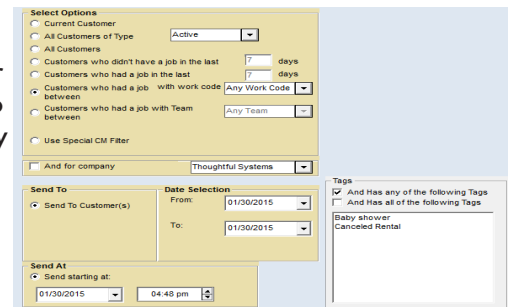 Select Options
Current Customer
All Customers of Type Active
All Customers
Customers who didn't have a job in the last 7 days
Customers who had a job in the last 7 days
Customers who had a job between with work code Any Work Code
Customers who had a job with Team between Any Team
Use Special CM Filter
And for company Thoughtful Systems
Send To
Send To Customer(s)
Date Selection
From: 01/30/2015
To: 01/30/2015
Send At
Send starting at:
01/30/2015 04:48 pm
Tags
And Has any of the following Tags
And Has all of the following Tags
Baby shower
Canceled Rental